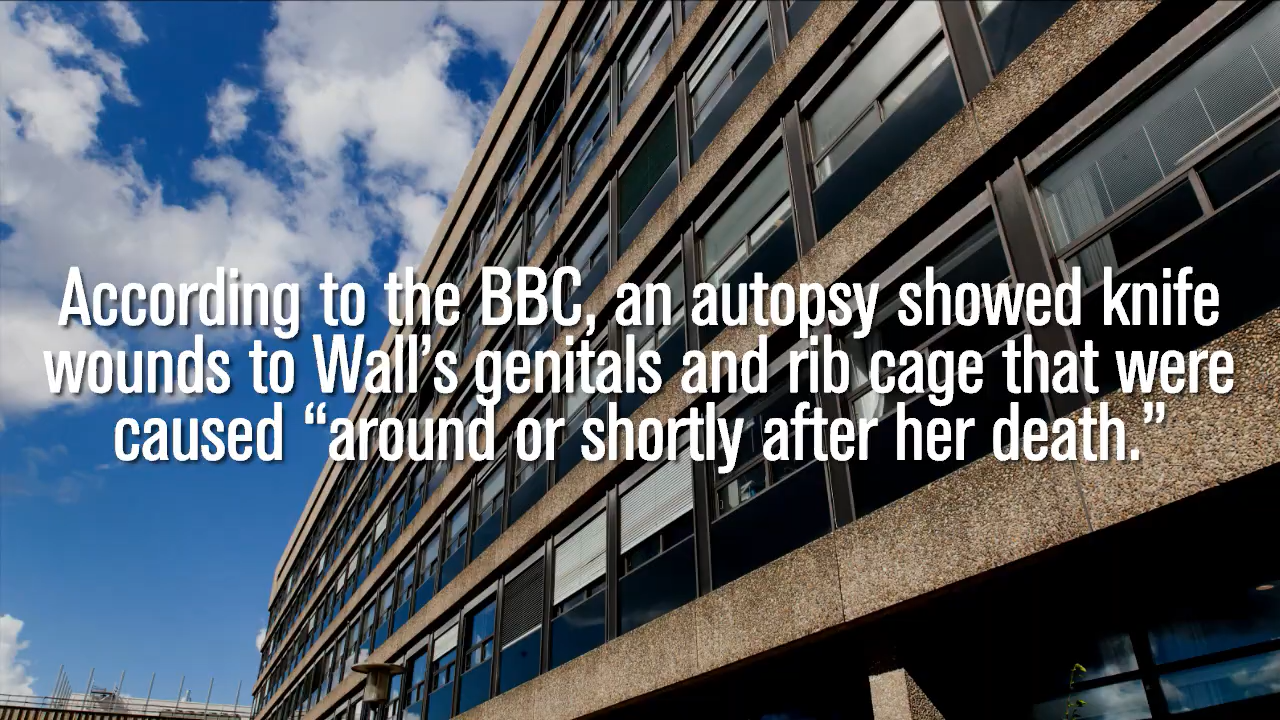 According to the BBC, an autopsy showed knife
wounds to Wall’s genitals and rib cage that were
caused “around or shortly after her death.”